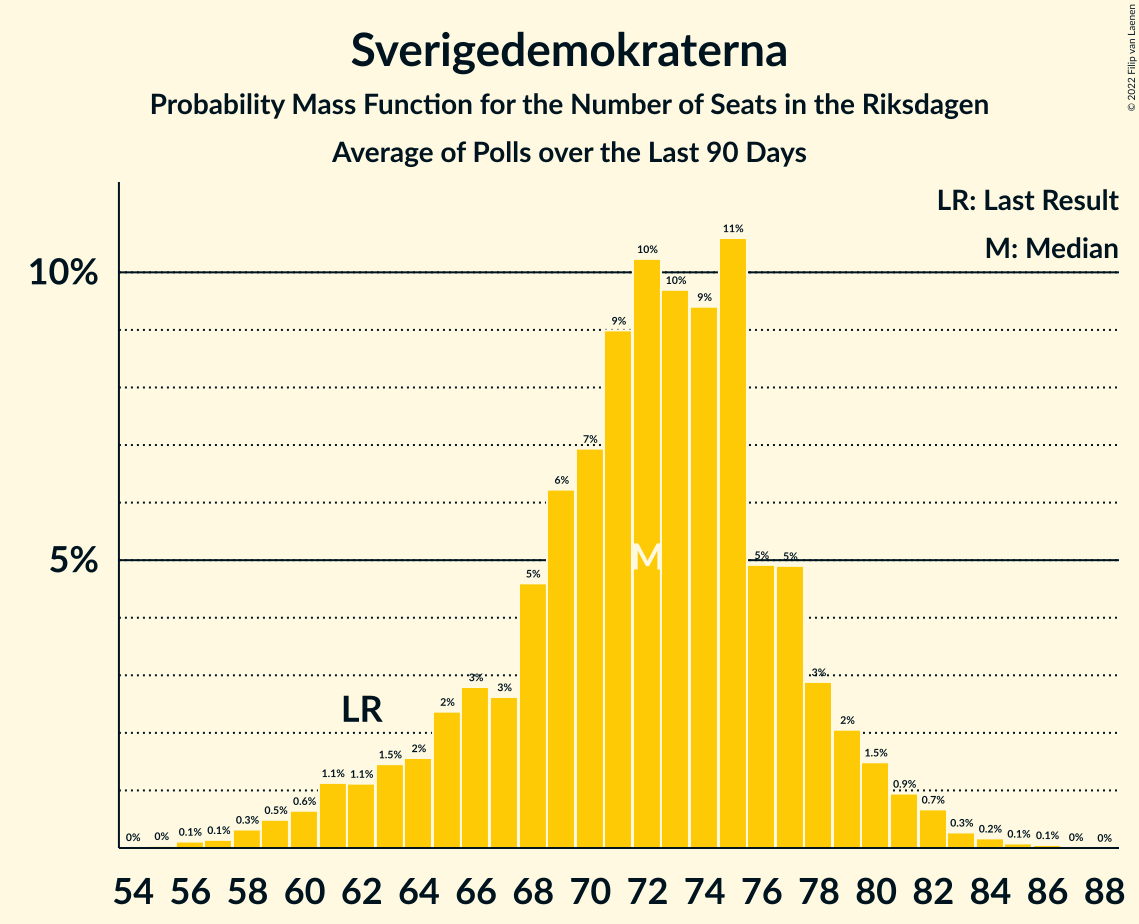 Sverigedemokraterna
Probability Mass Function for the Number of Seats in the Riksdagen
Average of Polls over the Last 90 Days
© 2022 Filip van Laenen
LR: Last Result
M: Median
10%
5%
0% 0% 0.1% 0.1% 0.3% 0.5% 0.6% 1.1% 1.1% 1.5% 2% 2% 3% 3% 5% 6% 7% 9% 10% 10% 9% 11% 5% 5% 3% 2% 1.5% 0.9% 0.7% 0.3% 0.2% 0.1% 0.1% 0% 0%
M
LR
54 56 58 60 62 64 66 68 70 72 74 76 78 80 82 84 86 88